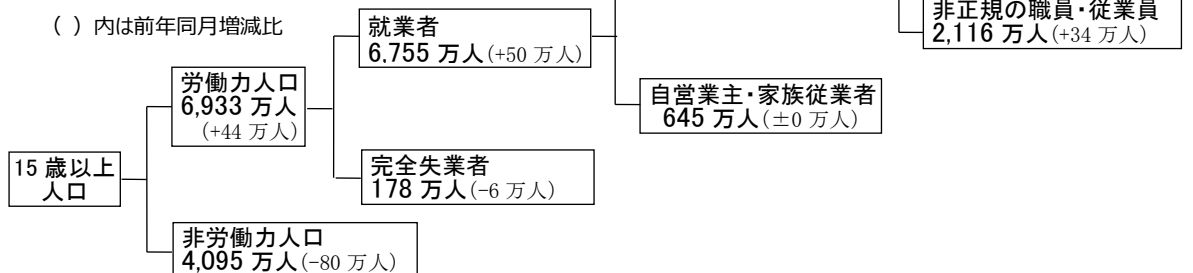 非正規の職員・従業員
2,116 万人(+34 万人)
( ) 内は前年同月増減比
就業者
6,755 万人(+50 万人)
労働力人口
6,933 万人
(+44 万人)
自営業主・家族従業者
645 万人(±0 万人)
15 歳以上
人口
完全失業者
178 万人(-6 万人)
非労働力人口
4,095 万人(-80 万人)